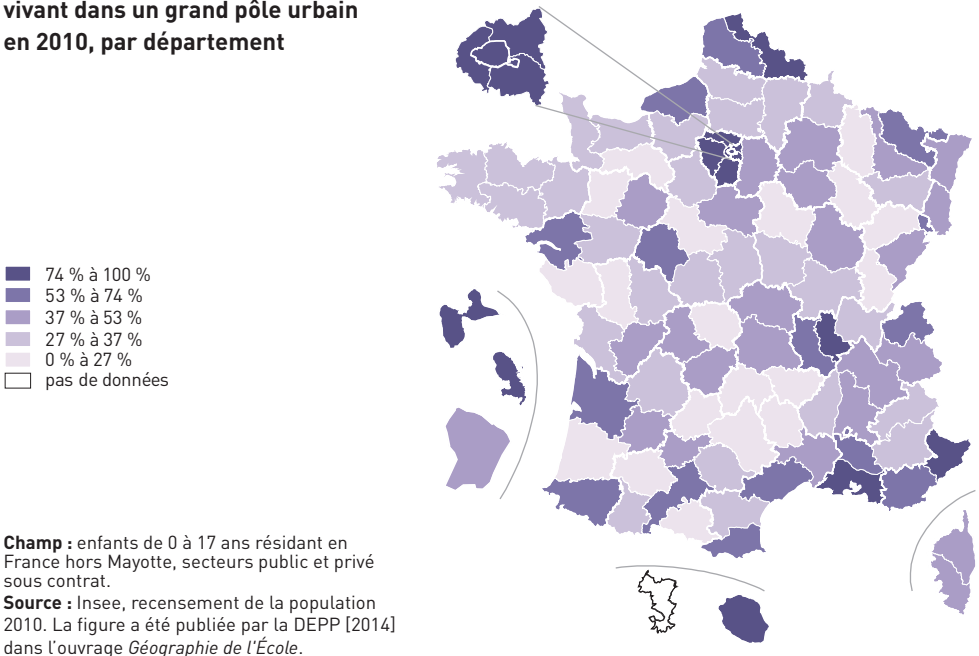 vivant dans un grand pôle urbain
en 2010, par département
74 % à 100 %
53 % à 74 %
37 % à 53 %
27 % à 37 %
0 % à 27 %
pas de données
Champ : enfants de 0 à 17 ans résidant en
France hors Mayotte, secteurs public et privé
sous contrat.
Source : Insee, recensement de la population
2010. La figure a été publiée par la DEPP [2014]
dans l'ouvrage Géographie de l'École.